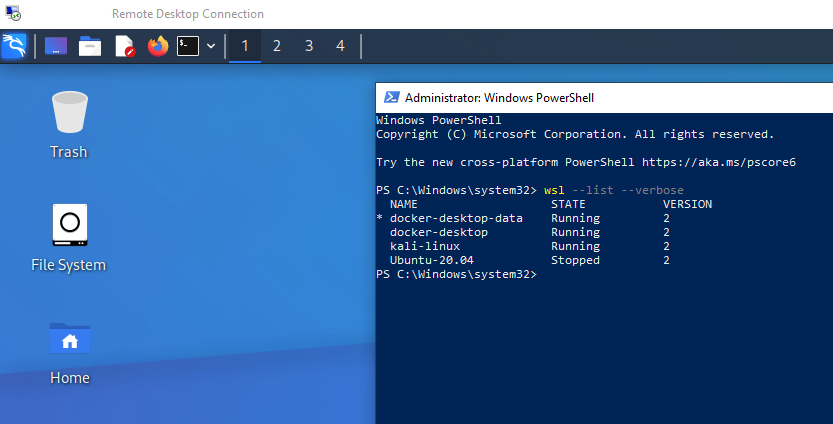 Remote Desktop Connection
1 2 3 4
Trash
File System
Home
Administrator: Windows PowerShell
Windows PowerShell
Copyright (C) Microsoft Corporation. All rights reserved.
Try the new cross-platform PowerShell https://aka.ms/pscore6
PS C:\Windows\system32> wsl --list --verbose
  NAME                   STATE           VERSION
* docker-desktop-data    Running         2
  docker-desktop         Running         2
  kali-linux             Running         2
  Ubuntu-20.04           Stopped         2
PS C:\Windows\system32>